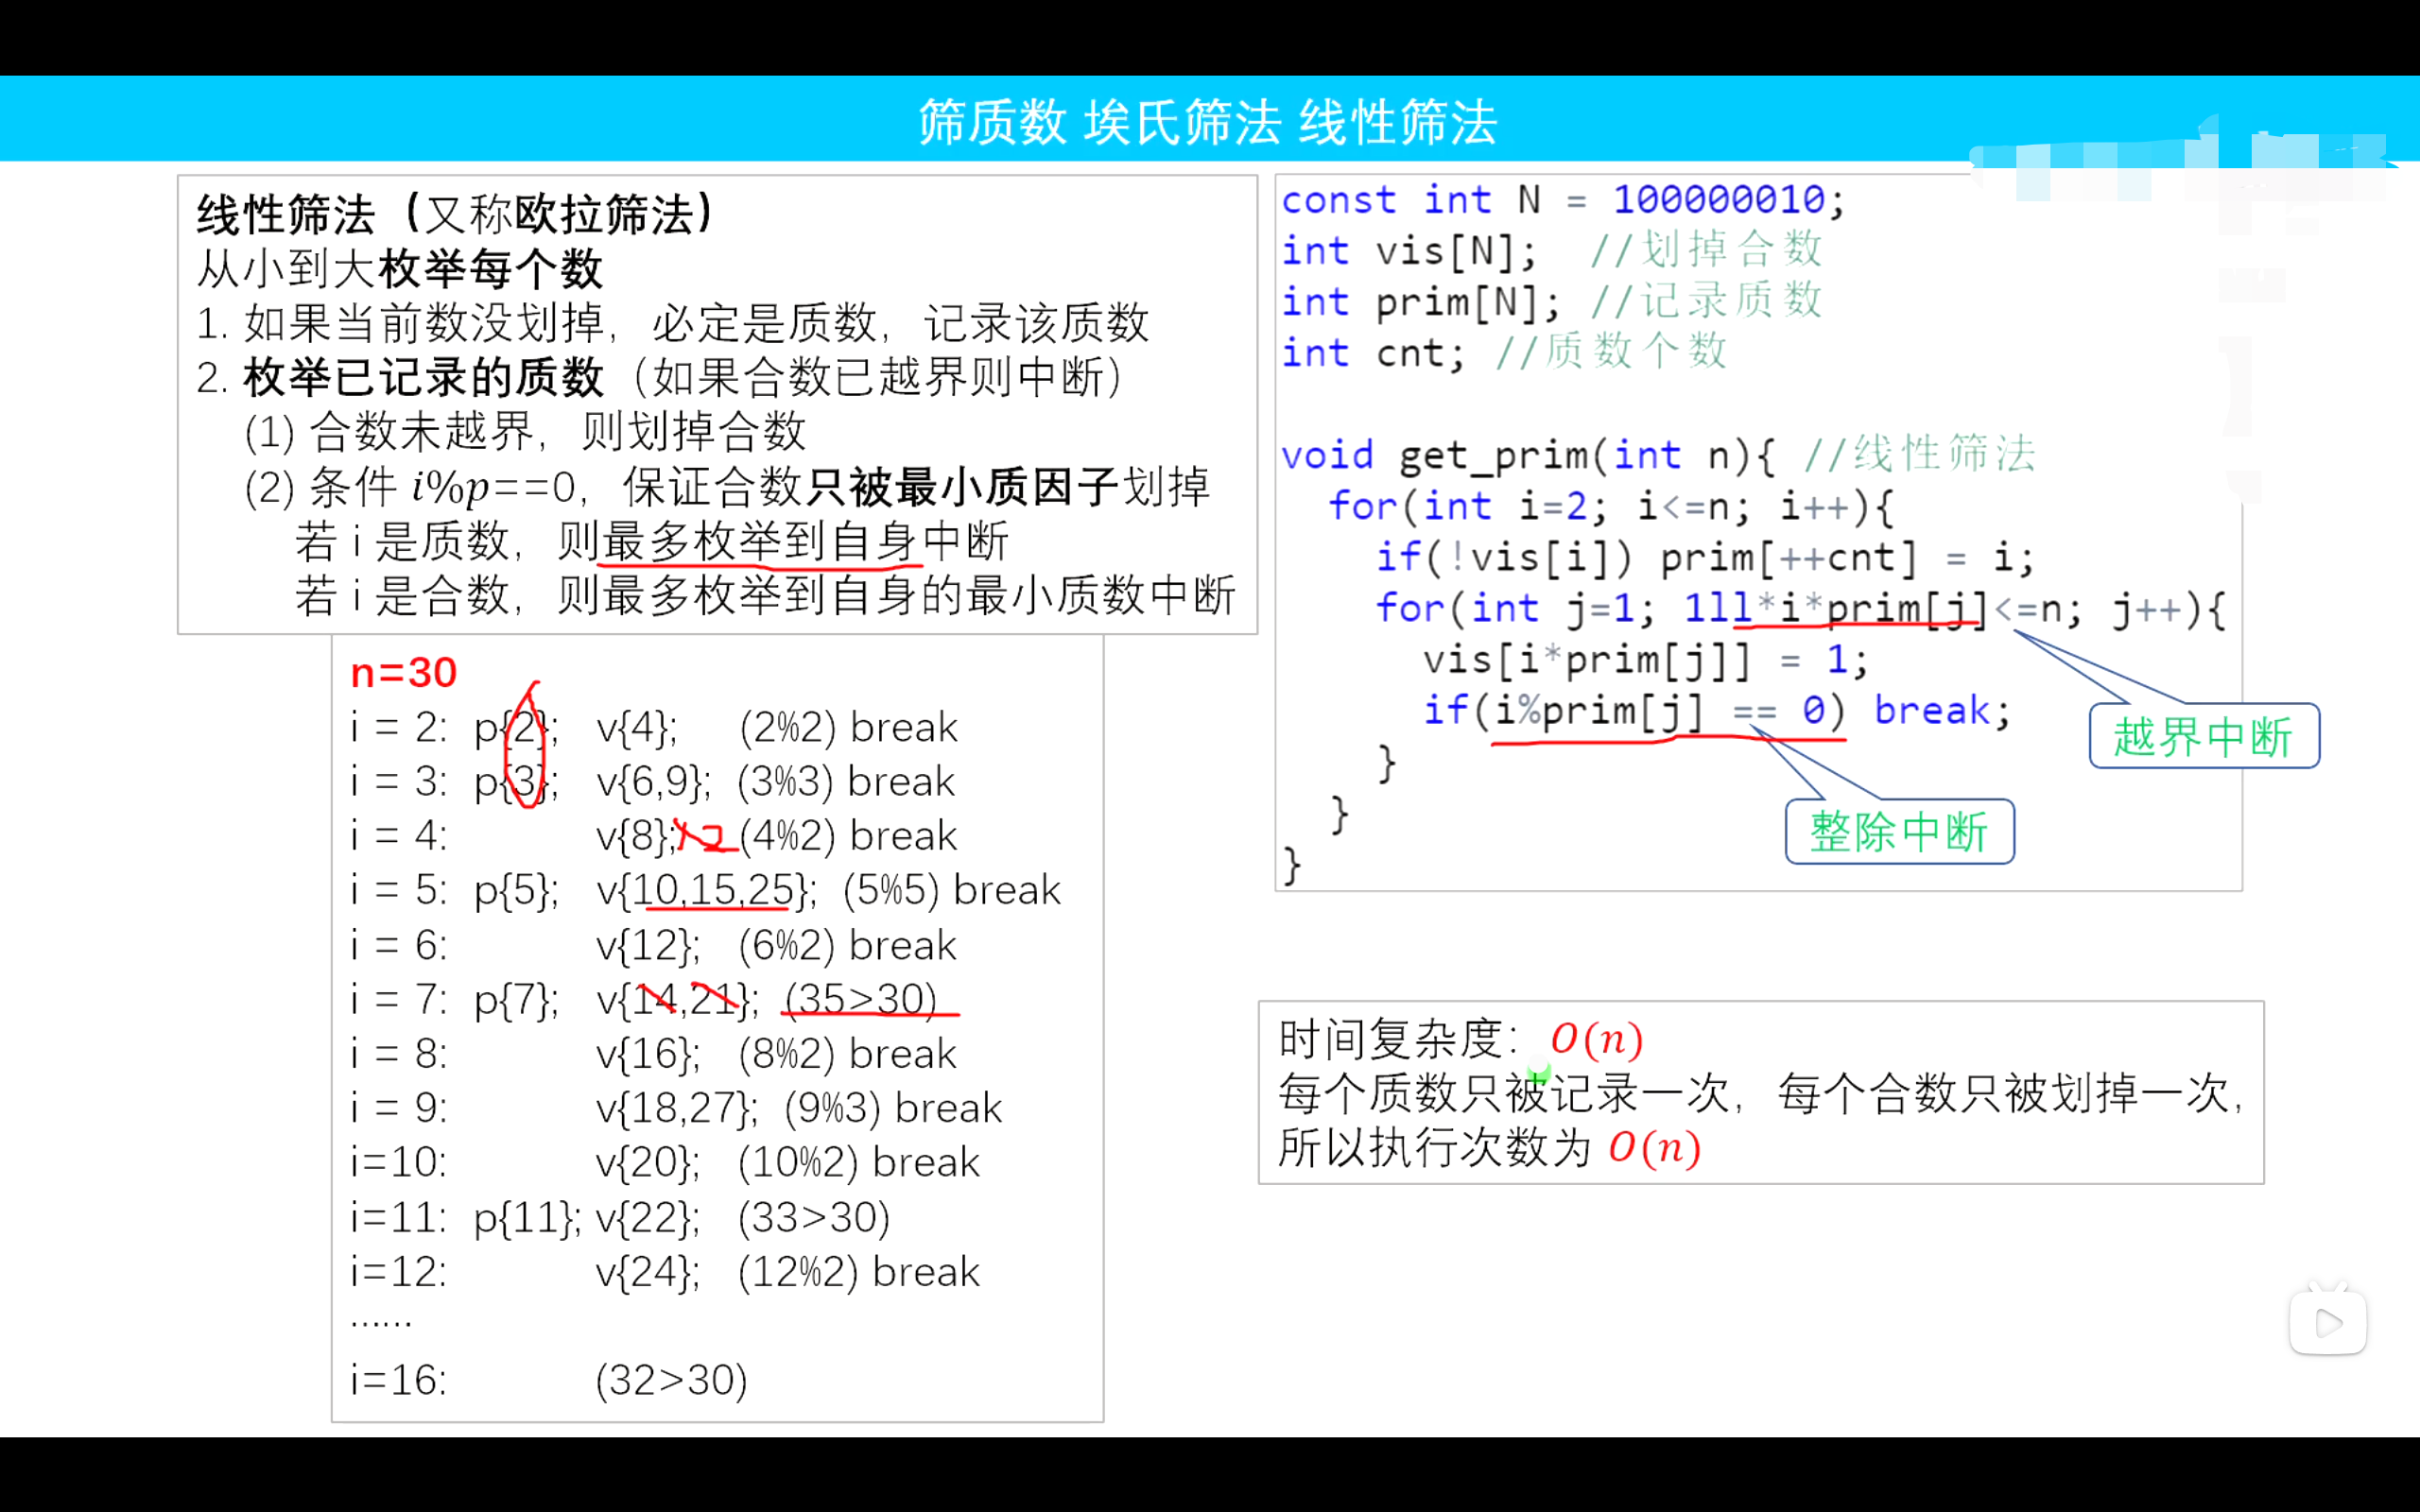 筛质数 埃氏筛法 线性筛法
线性筛法（又称欧拉筛法）
从小到大枚举每个数
1. 如果当前数没划掉，必定是质数，记录该质数
2. 枚举已记录的质数（如果合数已越界则中断）
(1) 合数未越界，则划掉合数
(2) 条件 i%p==0，保证合数只被最小质因子划掉
若 i 是质数，则最多枚举到自身中断
若 i 是合数，则最多枚举到自身的最小质数中断
n=30
i = 2: p{2}; v{4}; (2%2) break
i = 3: p{3}; v{6,9}; (3%3) break
i = 4: v{8}; 12 (4%2) break
i = 5: p{5}; v{10,15,25}; (5%5) break
i = 6: v{12}; (6%2) break
i = 7: p{7}; v{14,21}; (35>30)
i = 8: v{16}; (8%2) break
i = 9: v{18,27}; (9%3) break
i=10: v{20}; (10%2) break
i=11: p{11}; v{22}; (33>30)
i=12: v{24}; (12%2) break
......
i=16: (32>30)
const int N = 100000010;
int vis[N]; //划掉合数
int prim[N]; //记录质数
int cnt; //质数个数
void get_prim(int n){ //线性筛法
for(int i=2; i<=n; i++){
if(!vis[i]) prim[++cnt] = i;
for(int j=1; 1ll*i*prim[j]<=n; j++){
vis[i*prim[j]] = 1;
if(i%prim[j] == 0) break;
}
}
}
越界中断
整除中断
时间复杂度：O(n)
每个质数只被记录一次，每个合数只被划掉一次，
所以执行次数为 O(n)